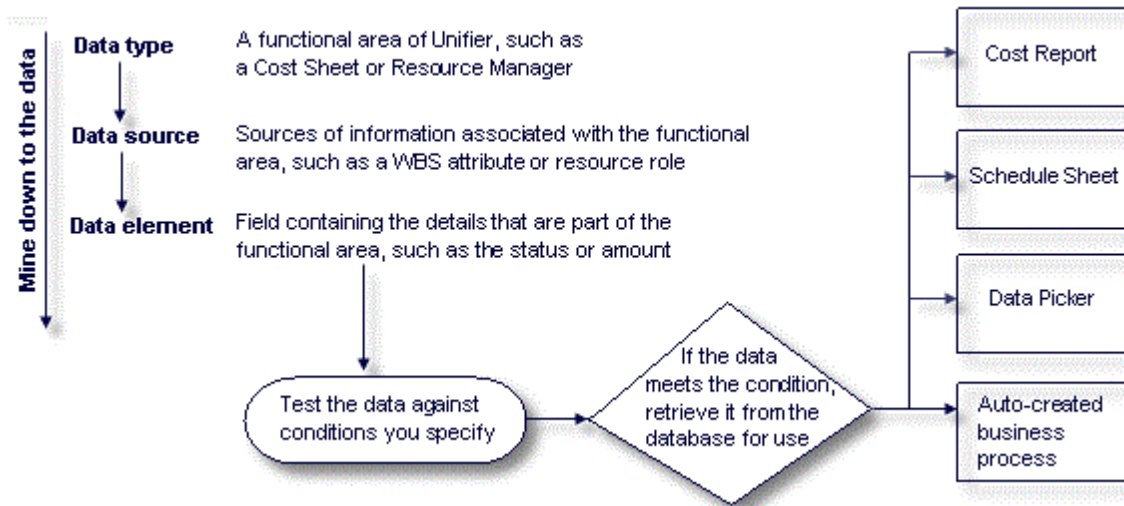 Mine down to the data
Data type
A functional area of Unifier, such as
a Cost Sheet or Resource Manager
Data source
Sources of information associated with the functional
area, such as a WBS attribute or resource role
Data element
Field containing the details that are part of the
functional area, such as the status or amount
Test the data against
conditions you specify
If the data
meets the condition,
retrieve it from the
database for use
Cost Report
Schedule Sheet
Data Picker
Auto-created
business
process